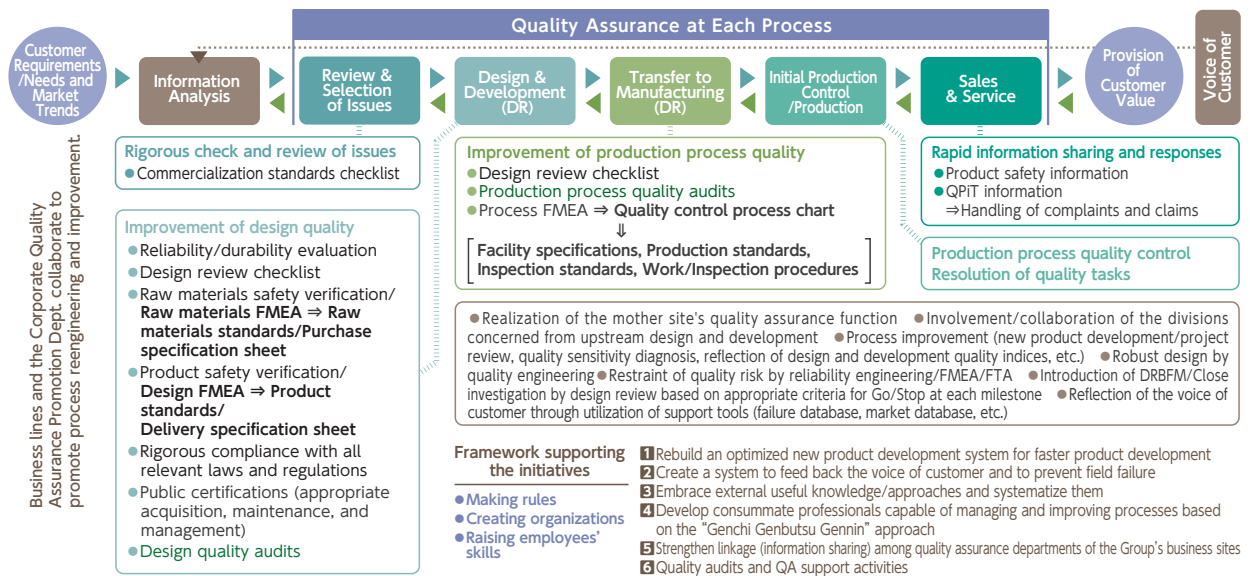 Quality Assurance at Each Process
Customer
Requirements
/Needs and
Market
Trends
Information
Analysis
Review &
Selection
of Issues
Design &
Development
(DR)
Transfer to
Manufacturing
(DR)
Initial Production
Control
/Production
Sales
& Service
Provision
of
Customer
Value
Voice of
Customer
Business lines and the Corporate Quality
Assurance Promotion Dept. collaborate to
promote process reengineering and improvement.
Rigorous check and review of issues
●Commercialization standards checklist
Improvement of design quality
●Reliability/durability evaluation
●Design review checklist
●Raw materials safety verification/
Raw materials FMEA ⇒ Raw
materials standards/Purchase
specification sheet
●Product safety verification/
Design FMEA ⇒ Product
standards/
Delivery specification sheet
●Rigorous compliance with all
relevant laws and regulations
●Public certifications (appropriate
acquisition, maintenance, and
management)
●Design quality audits
Improvement of production process quality
●Design review checklist
●Production process quality audits
●Process FMEA ⇒ Quality control process chart
⇓
[Facility specifications, Production standards,
Inspection standards, Work/Inspection procedures]
Rapid information sharing and responses
●Product safety information
●QPiT information
⇒Handling of complaints and claims
Production process quality control
Resolution of quality tasks
●Realization of the mother site's quality assurance function ●Involvement/collaboration of the divisions
concerned from upstream design and development ●Process improvement (new product development/project
review, quality sensitivity diagnosis, reflection of design and development quality indices, etc.) ●Robust design by
quality engineering ●Restraint of quality risk by reliability engineering/FMEA/FTA ●Introduction of DRBFM/Close
investigation by design review based on appropriate criteria for Go/Stop at each milestone ●Reflection of the voice of
customer through utilization of support tools (failure database, market database, etc.)
Framework supporting
the initiatives
●Making rules
●Creating organizations
●Raising employees'
skills
1 Rebuild an optimized new product development system for faster product development
2 Create a system to feed back the voice of customer and to prevent field failure
3 Embrace external useful knowledge/approaches and systematize them
4 Develop consummate professionals capable of managing and improving processes based
on the "Genchi Genbutsu Gennin" approach
5 Strengthen linkage (information sharing) among quality assurance departments of the Group's business sites
6 Quality audits and QA support activities